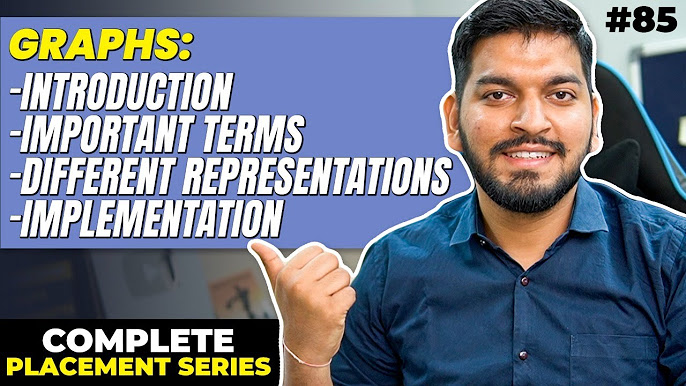 #85
GRAPHS:
-INTRODUCTION
-IMPORTANT TERMS
-DIFFERENT REPRESENTATIONS
-IMPLEMENTATION
COMPLETE
PLACEMENT SERIES